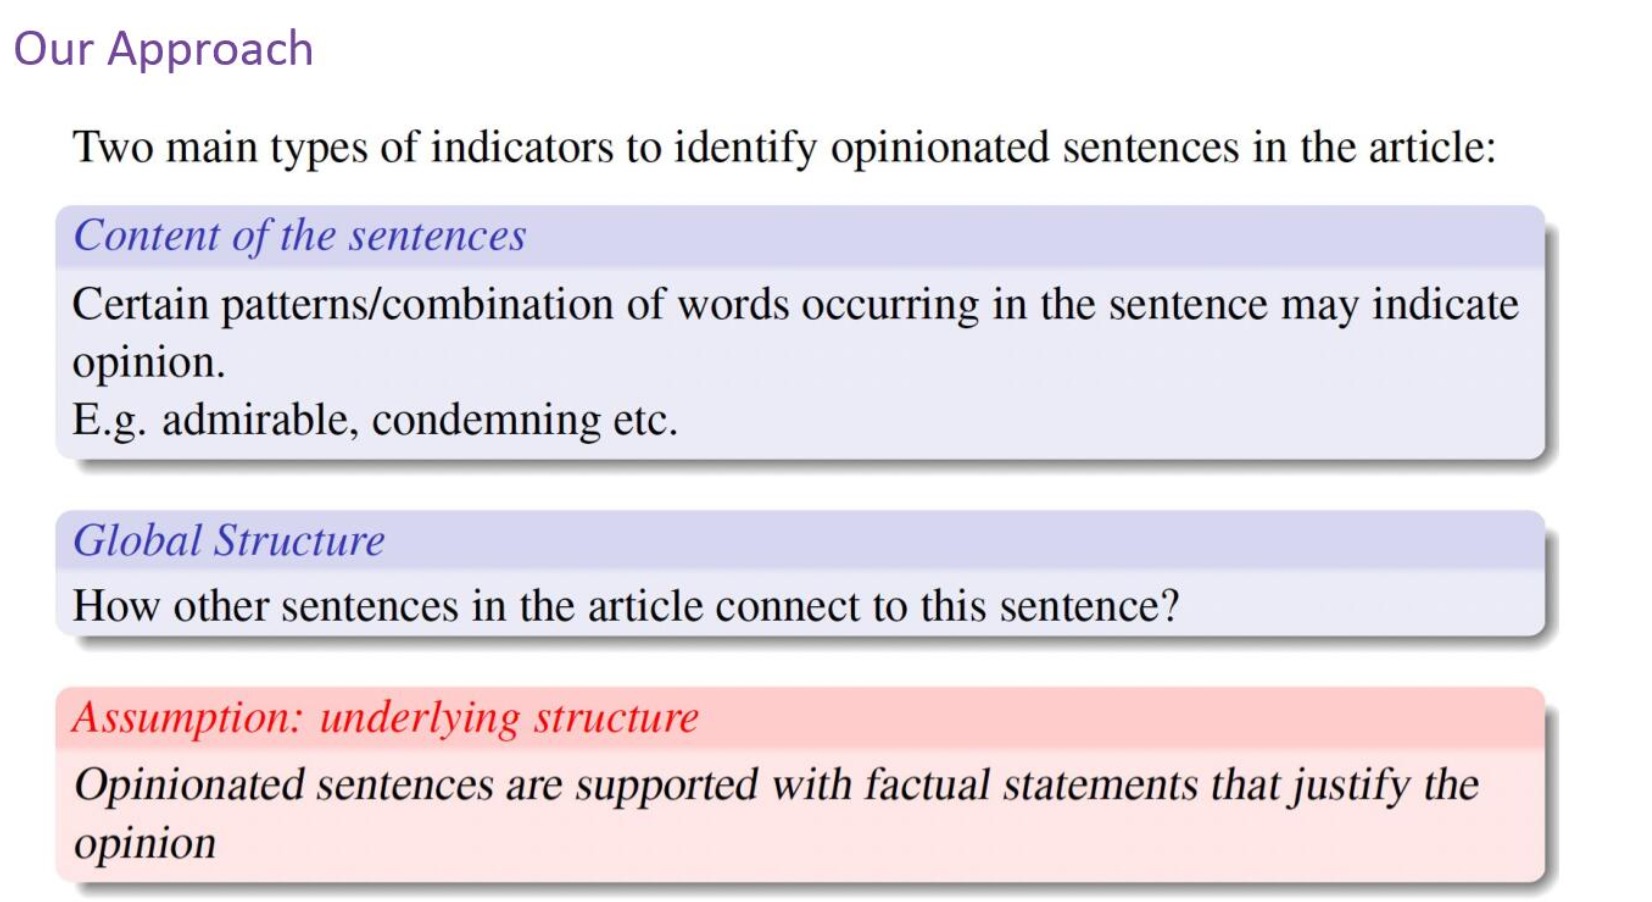 Our Approach
Two main types of indicators to identify opinionated sentences in the article:
Content of the sentences
Certain patterns/combination of words occurring in the sentence may indicate
opinion.
E.g. admirable, condemning etc.
Global Structure
How other sentences in the article connect to this sentence?
Assumption: underlying structure
Opinionated sentences are supported with factual statements that justify the
opinion